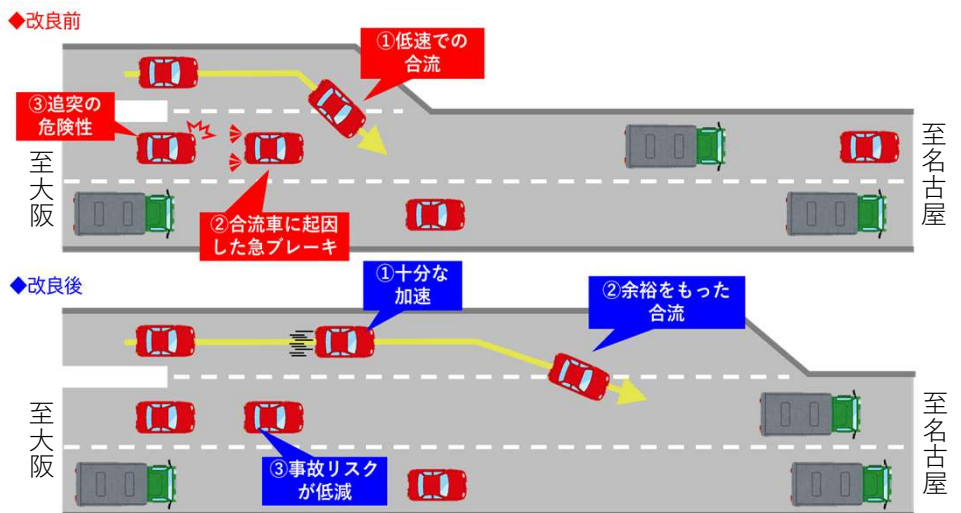 ◆改良前
①低速での
合流
③追突の
危険性
至大阪
至名古屋
②合流車に起因
した急ブレーキ
◆改良後
①十分な
加速
②余裕をもった
合流
至大阪
至名古屋
③事故リスク
が低減